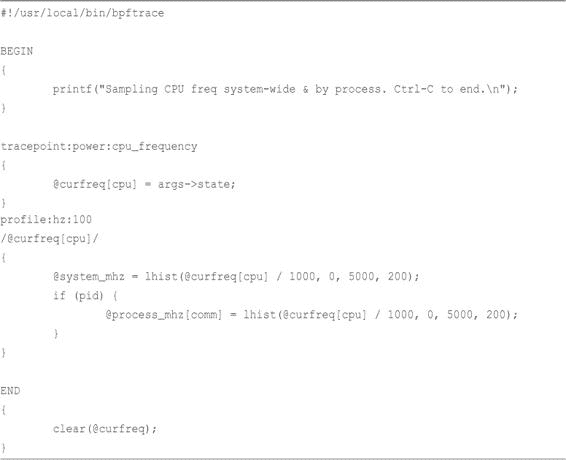 #!/usr/local/bin/bpftrace

BEGIN
{
        printf("Sampling CPU freq system-wide & by process. Ctrl-C to end.\n");
}

tracepoint:power:cpu_frequency
{
        @curfreq[cpu] = args->state;
}
profile:hz:100
/@curfreq[cpu]/
{
        @system_mhz = lhist(@curfreq[cpu] / 1000, 0, 5000, 200);
        if (pid) {
                @process_mhz[comm] = lhist(@curfreq[cpu] / 1000, 0, 5000, 200);
        }
}

END
{
        clear(@curfreq);
}